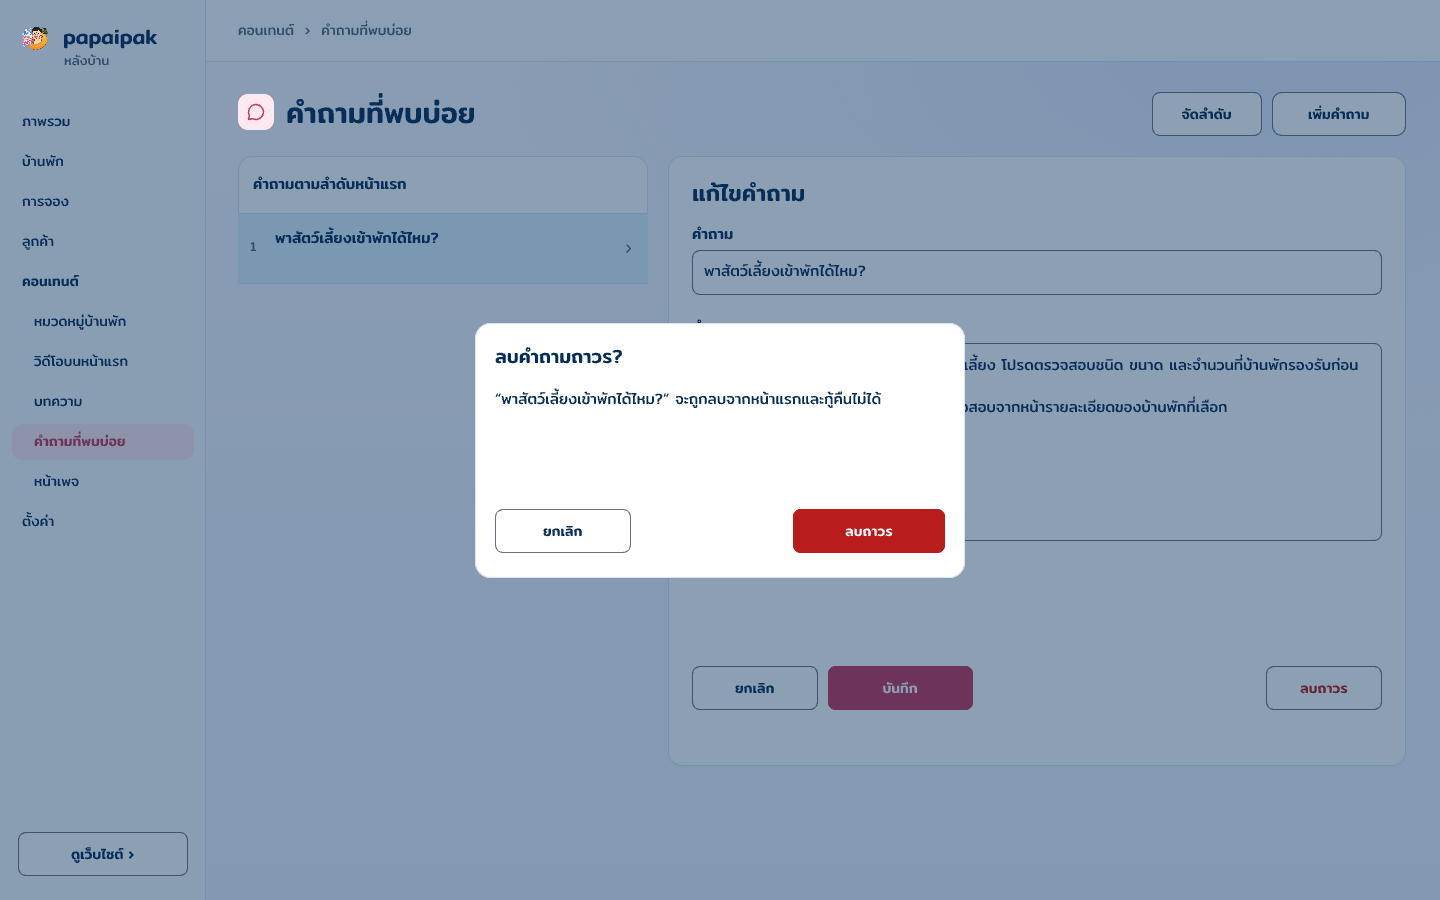 papaipak
หลังบ้าน
ภาพรวม
บ้านพัก
การจอง
ลูกค้า
คอนเทนต์
หมวดหมู่บ้านพัก
วิดีโอบนหน้าแรก
บทความ
คำถามที่พบบ่อย
หน้าเพจ
ตั้งค่า
ดูเว็บไซต์ ›
คอนเทนต์ › คำถามที่พบบ่อย
คำถามที่พบบ่อย
จัดลำดับ
เพิ่มคำถาม
คำถามตามลำดับหน้าแรก
1 พาสัตว์เลี้ยงเข้าพักได้ไหม?
แก้ไขคำถาม
คำถาม
พาสัตว์เลี้ยงเข้าพักได้ไหม?
เลี้ยง โปรดตรวจสอบชนิด ขนาด และจำนวนที่บ้านพักรองรับก่อน
สอบจากหน้ารายละเอียดของบ้านพักที่เลือก
ยกเลิก
บันทึก
ลบถาวร
ลบคำถามถาวร?
“พาสัตว์เลี้ยงเข้าพักได้ไหม?” จะถูกลบจากหน้าแรกและกู้คืนไม่ได้
ยกเลิก
ลบถาวร